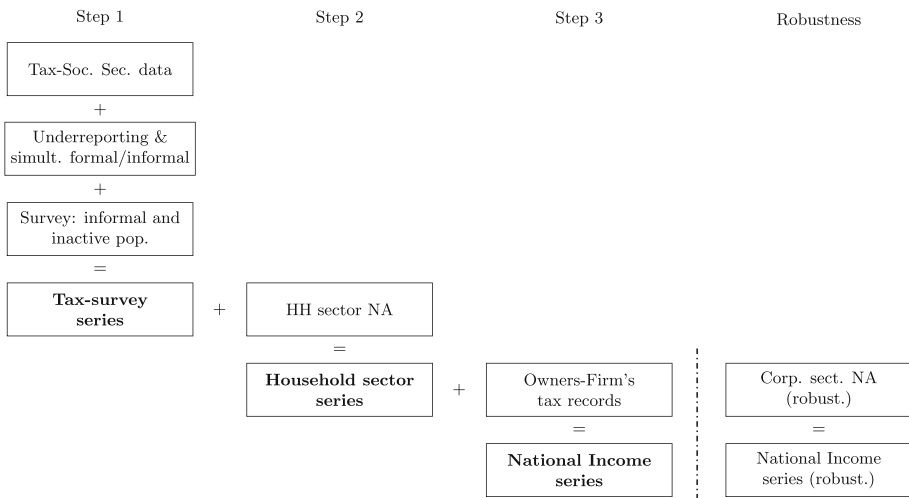 Step 1
Step 2
Step 3
Robustness
Tax-Soc. Sec. data
+
Underreporting &
simult. formal/informal
+
Survey: informal and
inactive pop.
=
Tax-survey
series
+
HH sector NA
=
Household sector
series
+
Owners-Firm's
tax records
=
National Income
series
Corp. sect. NA
(robust.)
=
National Income
series (robust.)